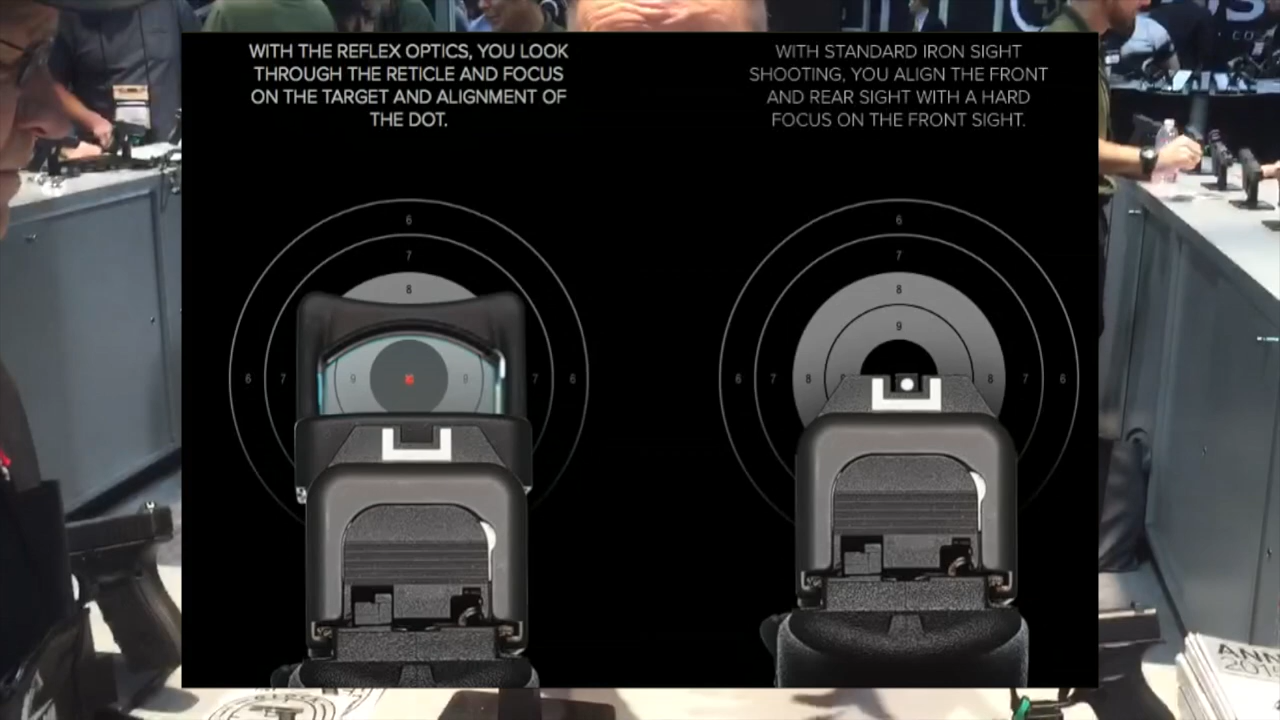 WITH THE REFLEX OPTICS, YOU LOOK
THROUGH THE RETICLE AND FOCUS
ON THE TARGET AND ALIGNMENT OF
THE DOT.
WITH STANDARD IRON SIGHT
SHOOTING, YOU ALIGN THE FRONT
AND REAR SIGHT WITH A HARD
FOCUS ON THE FRONT SIGHT.
6
7
8
6 7 9 9 7 6
6
7
8
9
6 7 8 9 8 7 6